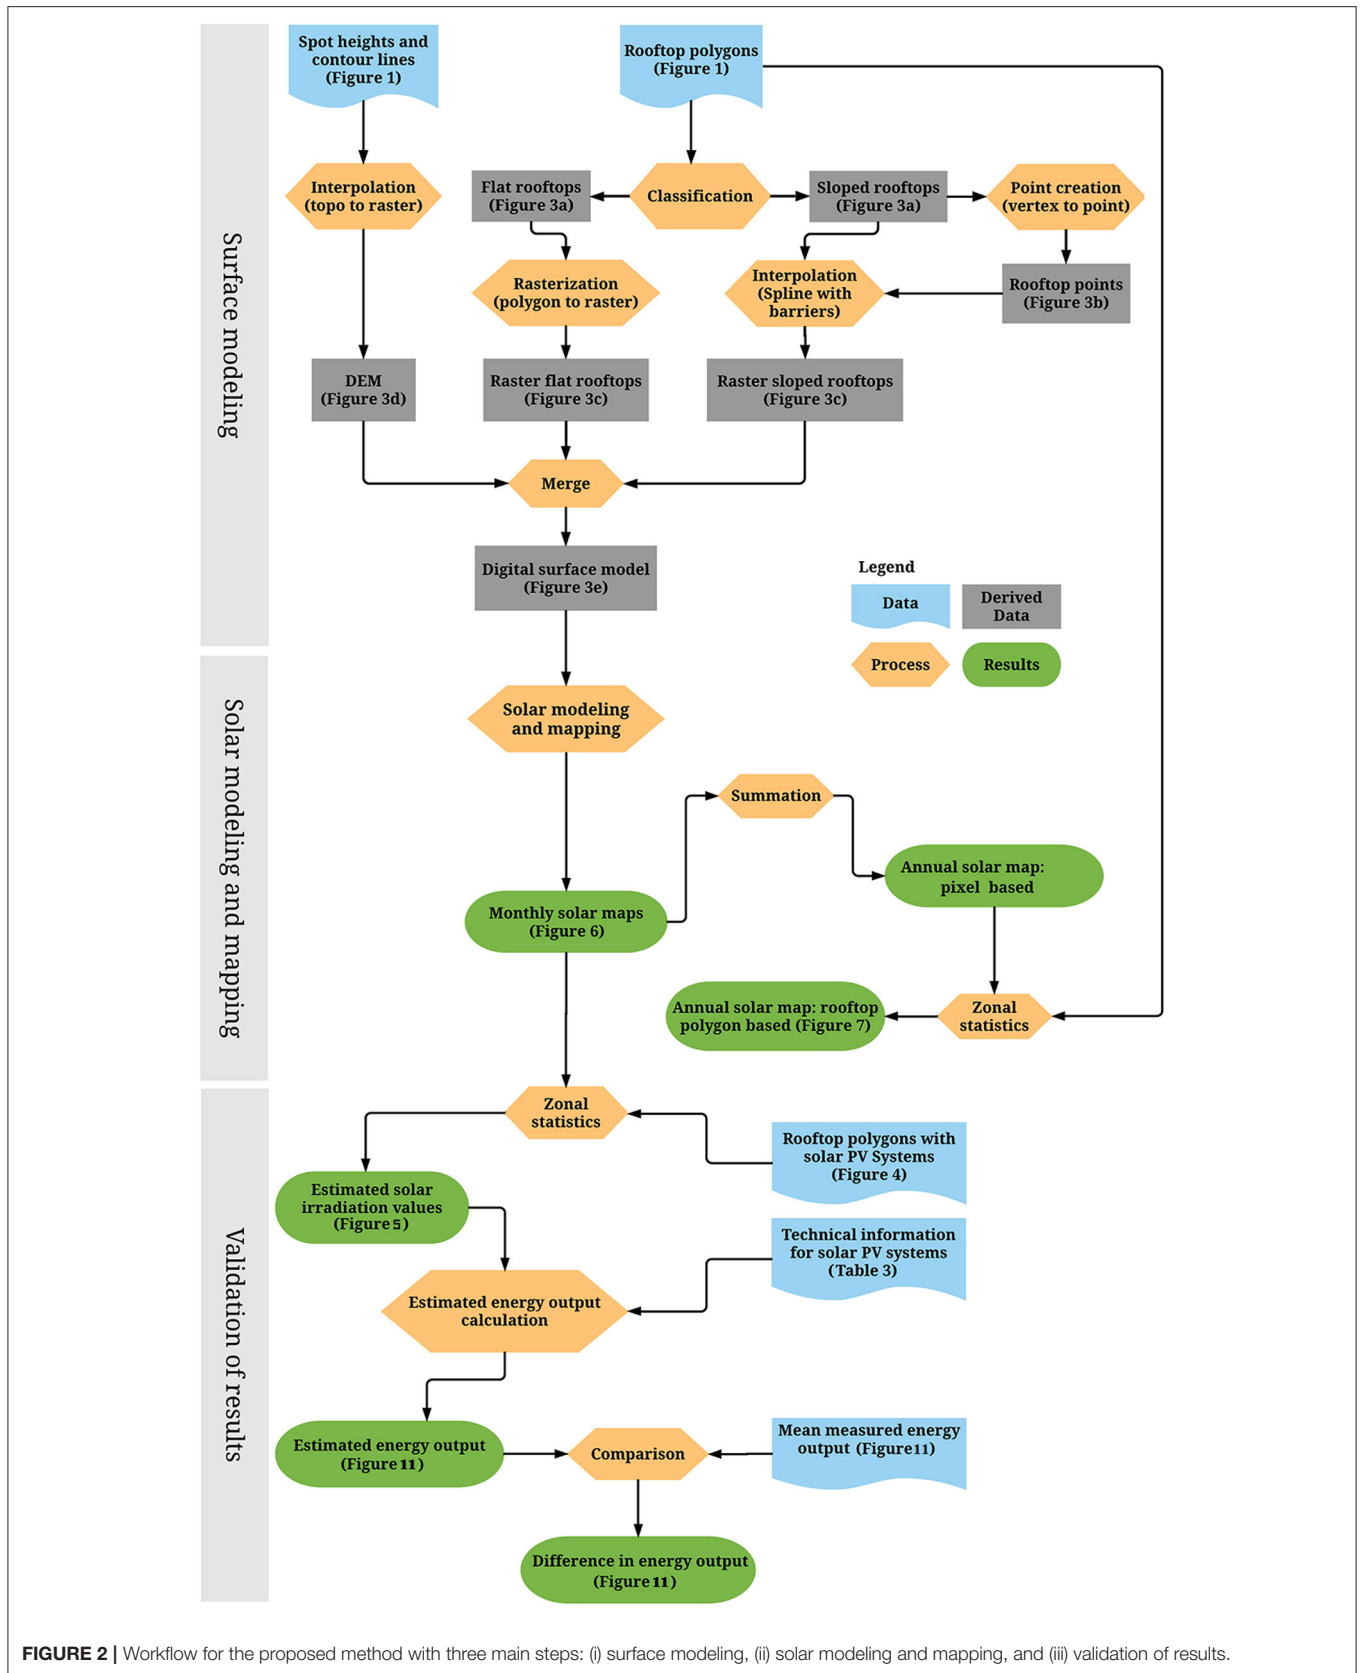 Spot heights and
contour lines
(Figure 1)
Rooftop polygons
(Figure 1)
Interpolation
(topo to raster)
Flat rooftops
(Figure 3a)
Classification
Sloped rooftops
(Figure 3a)
Point creation
(vertex to point)
Rasterization
(polygon to raster)
Interpolation
(Spline with
barriers)
Rooftop points
(Figure 3b)
Surface modeling
DEM
(Figure 3d)
Raster flat rooftops
(Figure 3c)
Raster sloped rooftops
(Figure 3c)
Merge
Digital surface model
(Figure 3e)
Legend
Data
Derived
Data
Process
Results
Solar modeling and mapping
Solar modeling
and mapping
Summation
Annual solar map:
pixel based
Monthly solar maps
(Figure 6)
Annual solar map: rooftop
polygon based (Figure 7)
Zonal
statistics
Validation of results
Zonal
statistics
Rooftop polygons with
solar PV Systems
(Figure 4)
Estimated solar
irradiation values
(Figure 5)
Technical information
for solar PV systems
(Table 3)
Estimated energy output
calculation
Estimated energy output
(Figure 11)
Comparison
Mean measured energy
output (Figure 11)
Difference in energy output
(Figure 11)
FIGURE 2 | Workflow for the proposed method with three main steps: (i) surface modeling, (ii) solar modeling and mapping, and (iii) validation of results.